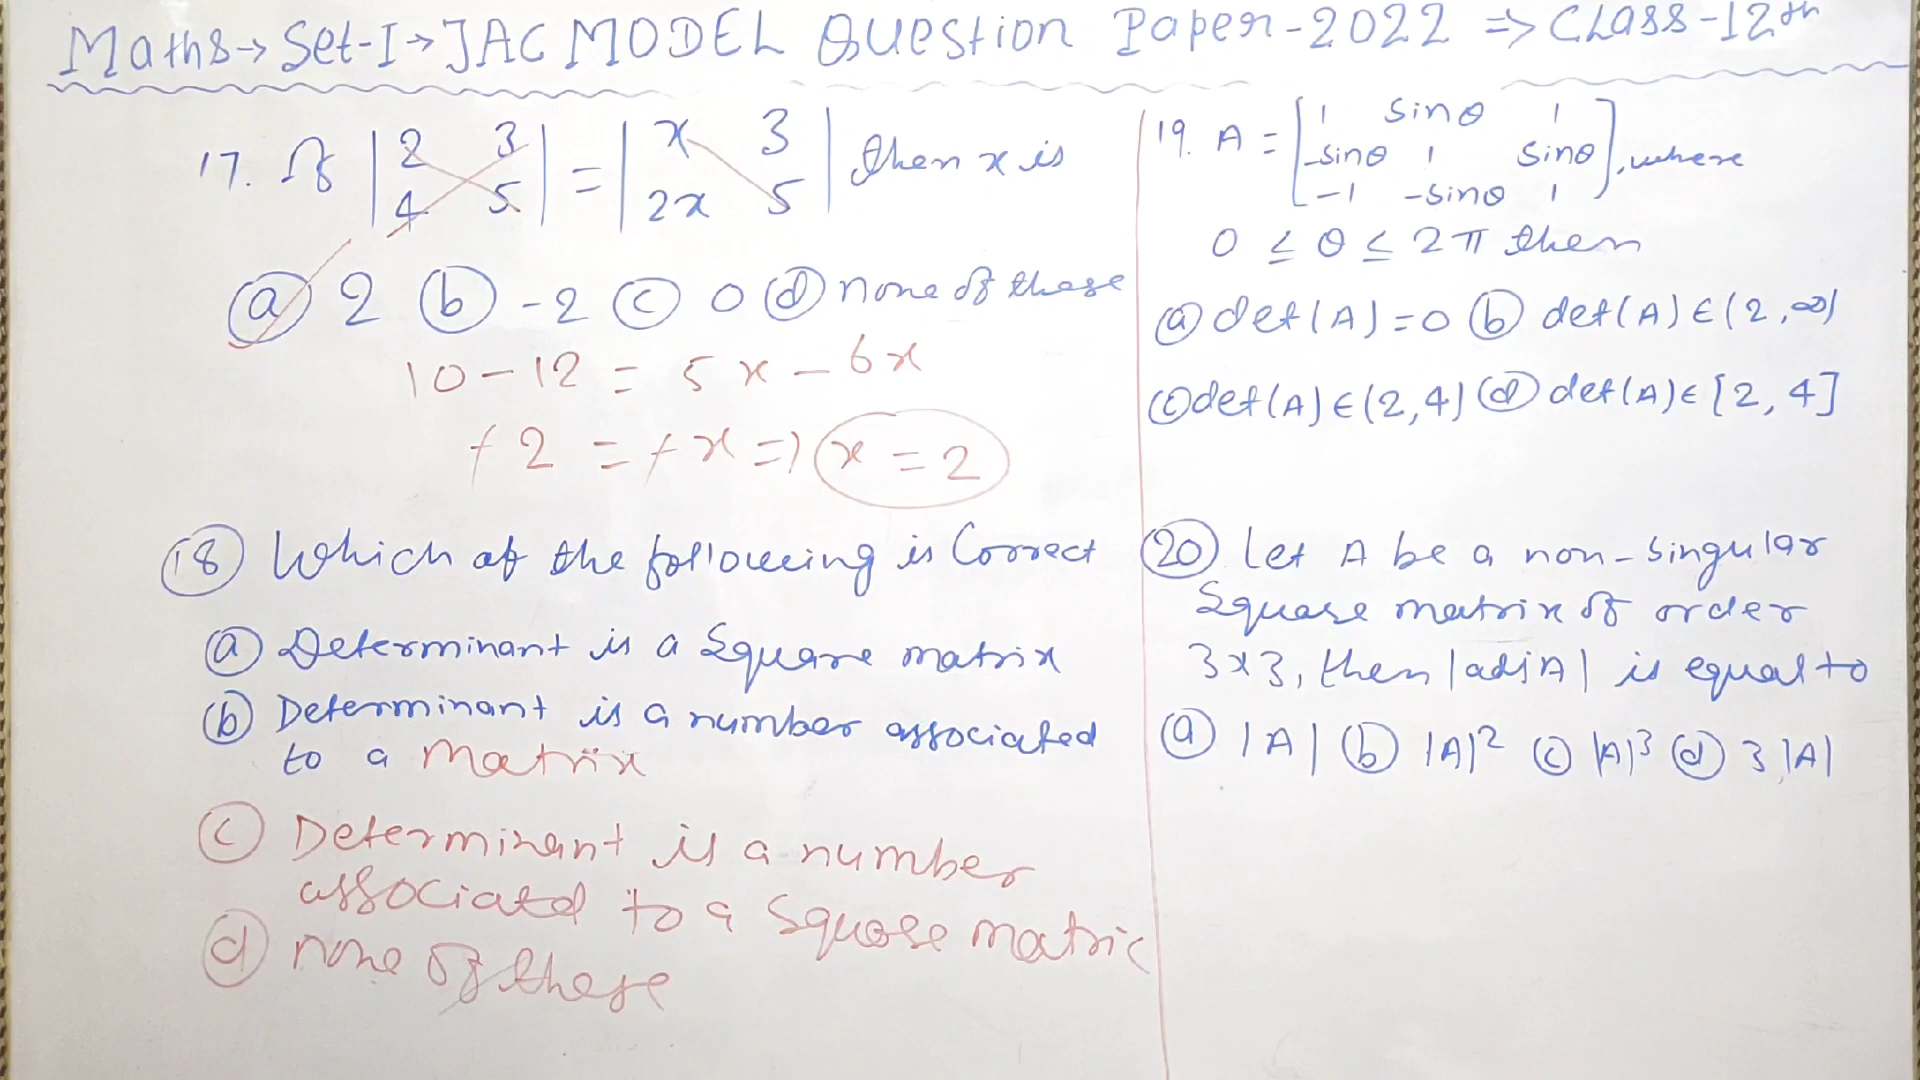 Maths → Set-I → JAC MODEL Question Paper-2022 ⇒ CLass-12th
17. If |2 3; 4 5| = |x 3; 2x 5| then x is
(a) 2 (b) -2 (c) 0 (d) none of these
10 - 12 = 5x - 6x
+2 = +x ⇒ x = 2
(18) Which of the following is Correct
(a) Determinant is a Square matrix
(b) Determinant is a number associated
to a matrix
(c) Determinant is a number
associated to a Square matric
(d) none of these
19. A = [1 sinθ 1; -sinθ 1 sinθ; -1 -sinθ 1], where
0 ≤ θ ≤ 2π then
(a) det(A) = 0 (b) det(A) ∈ (2, ∞)
(c) det(A) ∈ (2, 4) (d) det(A) ∈ [2, 4]
(20) Let A be a non-singular
Square matrix of order
3x3, then |adjA| is equal to
(a) |A| (b) |A|² (c) |A|³ (d) 3|A|